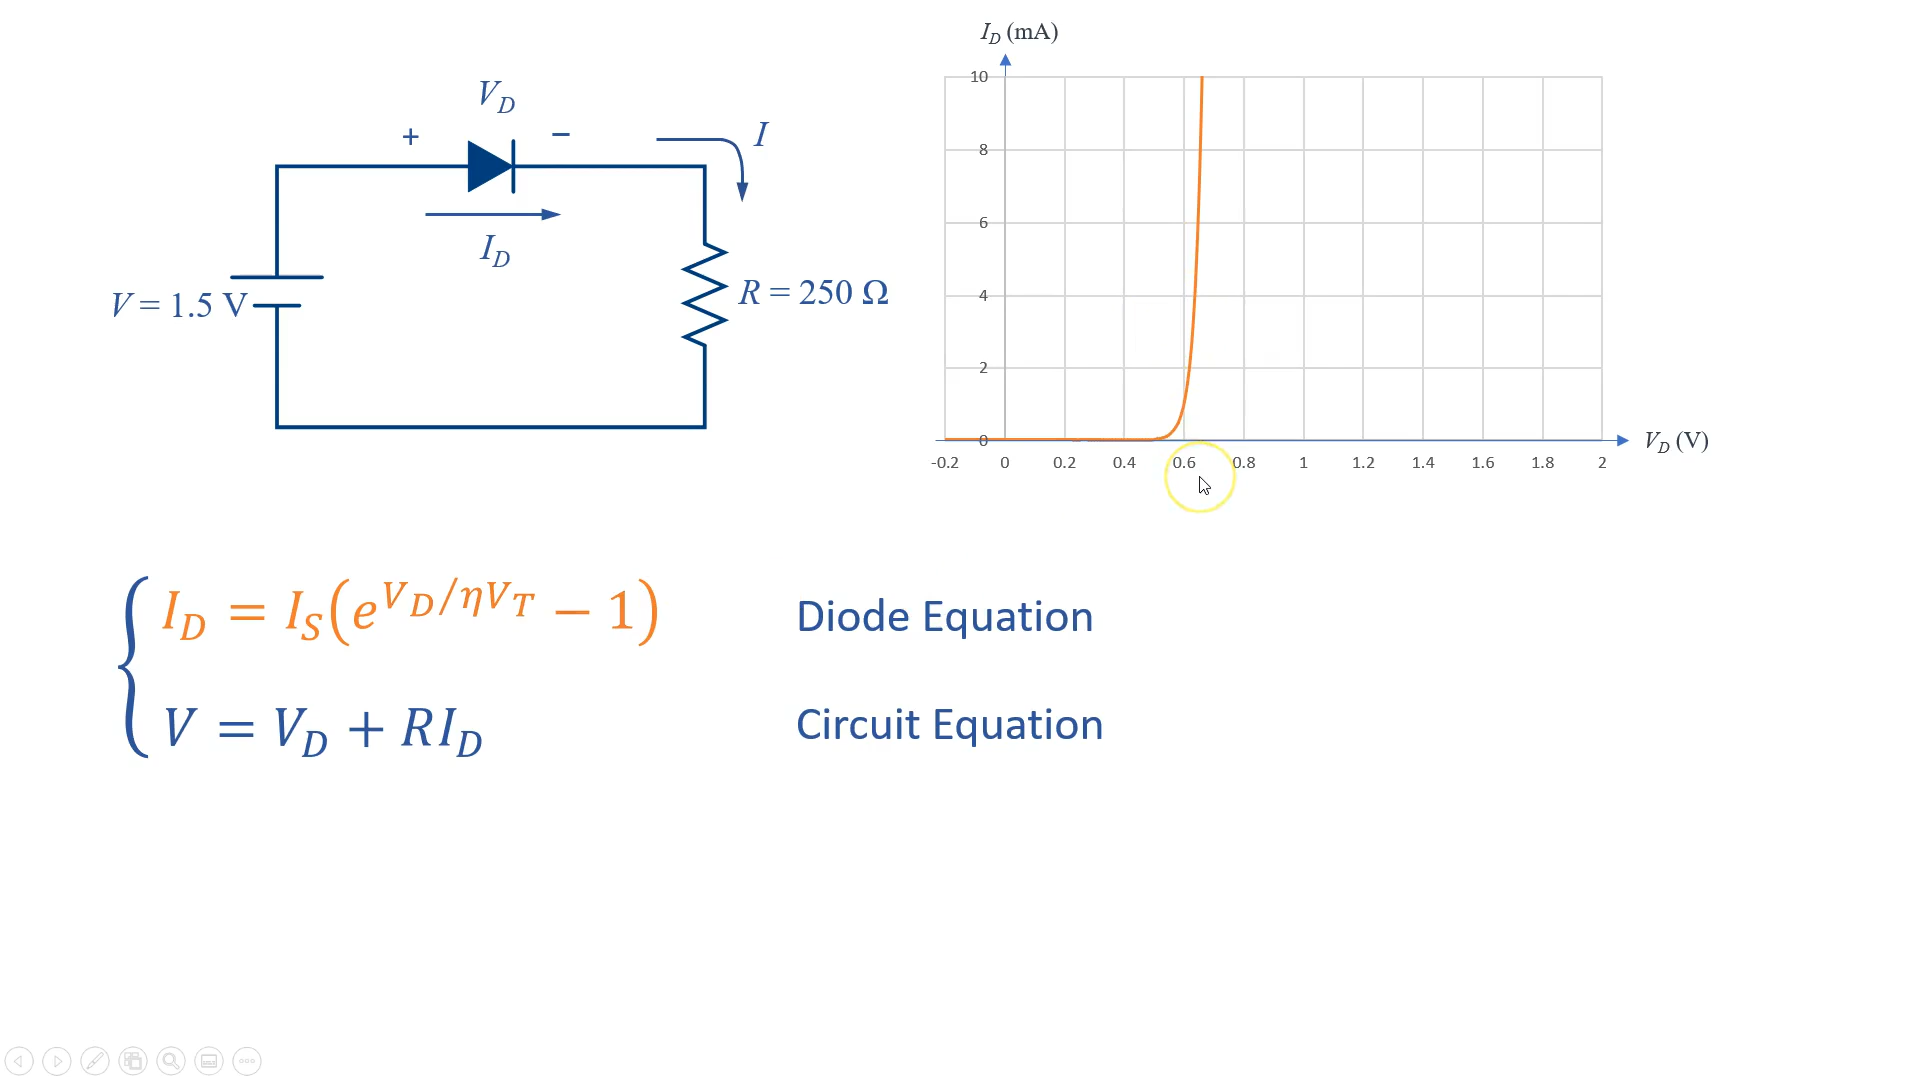 V_D
+ −
I
I_D
V = 1.5 V
R = 250 Ω
I_D (mA)
10
8
6
4
2
0
-0.2 0 0.2 0.4 0.6 0.8 1 1.2 1.4 1.6 1.8 2
V_D (V)
I_D = I_S(e^{V_D/ηV_T} − 1) Diode Equation
V = V_D + RI_D Circuit Equation